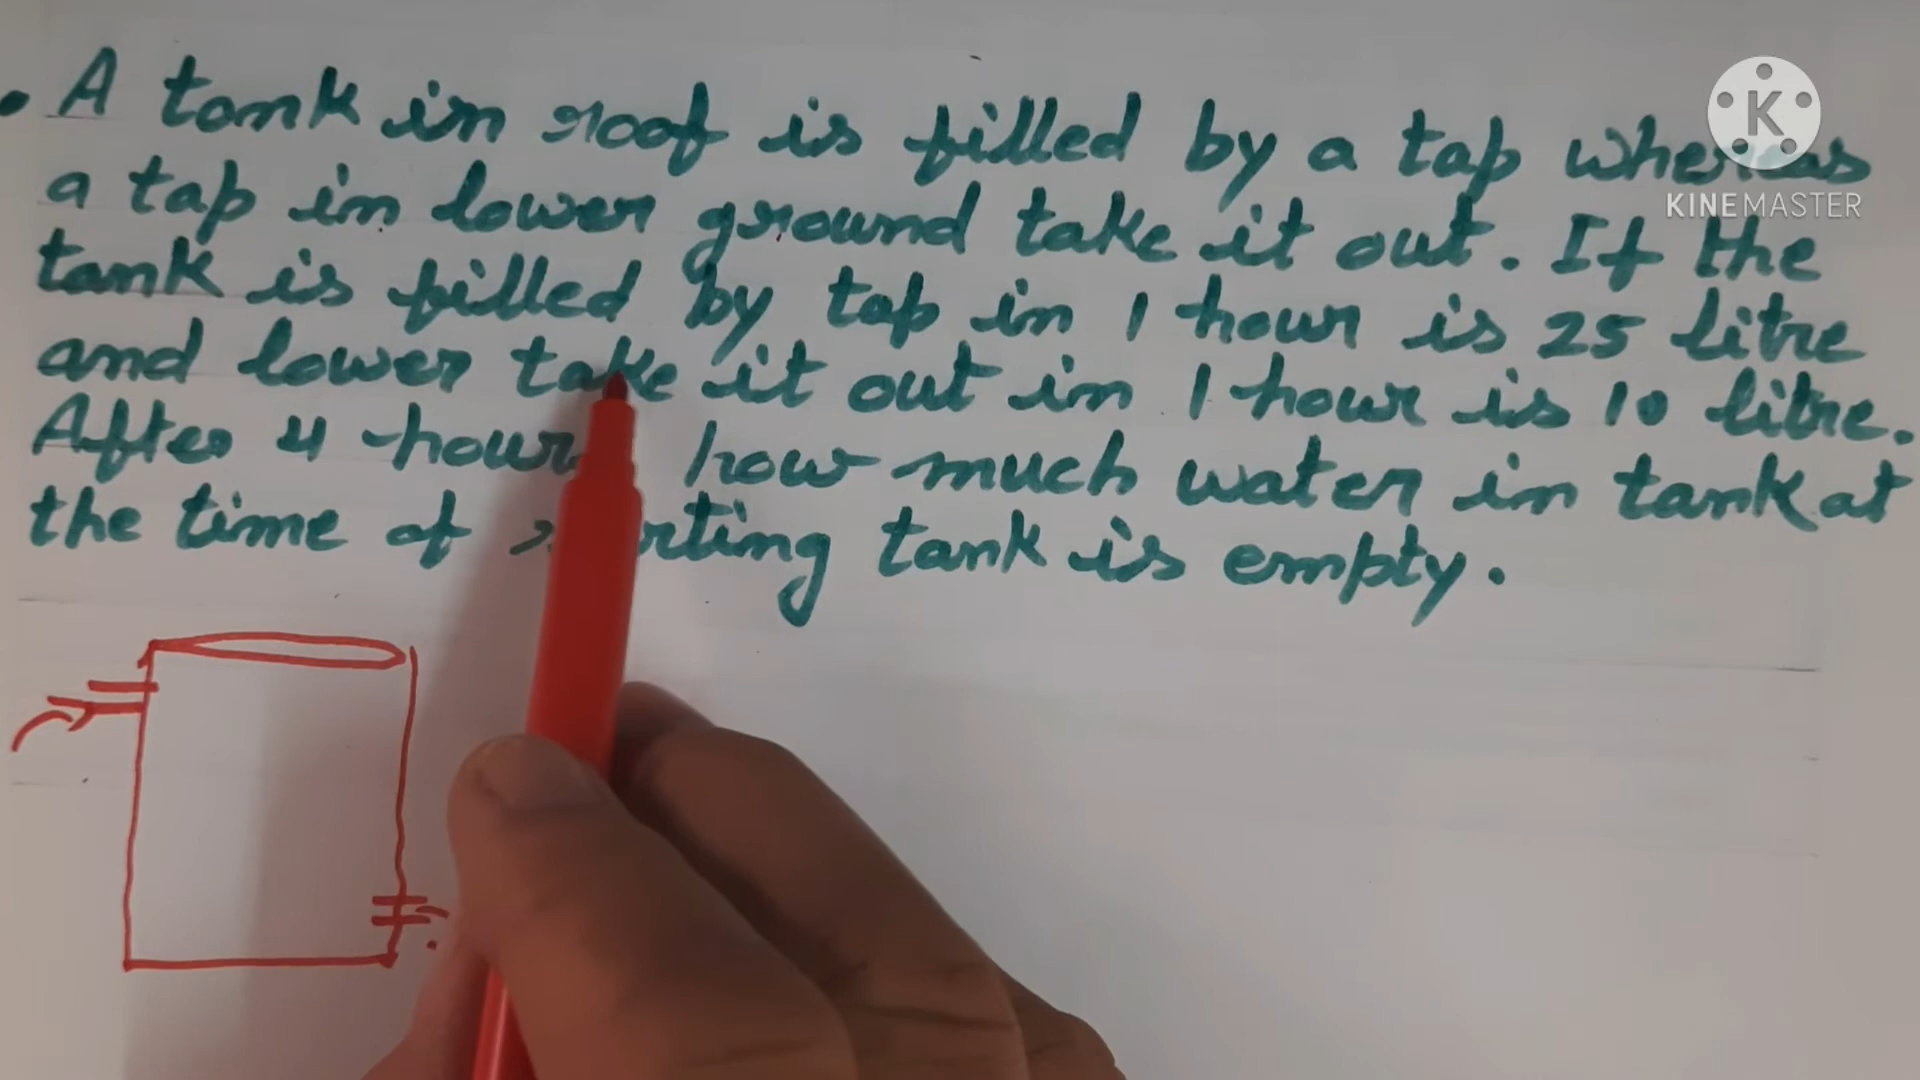 . A tank in roof is filled by a tap whereas
a tap in lower ground take it out. If the
tank is filled by tap in 1 hour is 25 litre
and lower take it out in 1 hour is 10 litre.
After 4 hour how much water in tank at
the time of starting tank is empty.
K
KINEMASTER